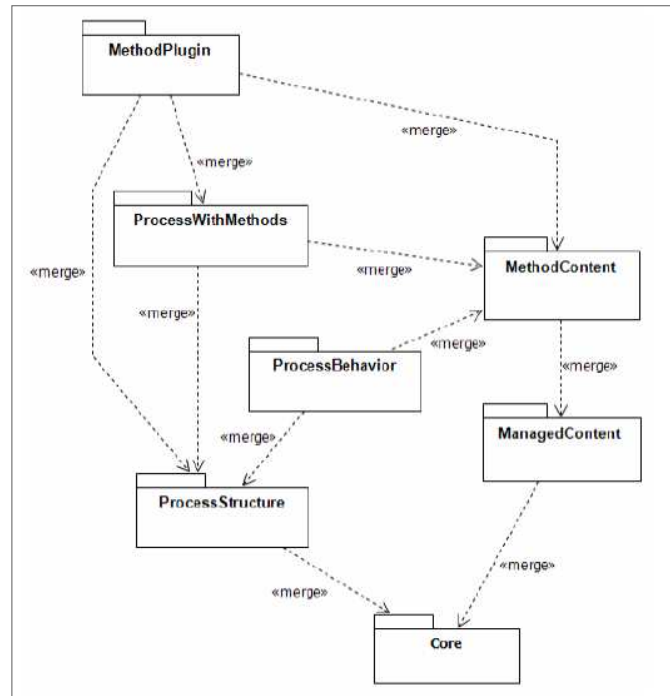 MethodPlugin
«merge»
«merge»
ProcessWithMethods
«merge»
«merge»
MethodContent
«merge»
«merge»
ProcessBehavior
«merge»
ManagedContent
«merge»
ProcessStructure
«merge»
«merge»
Core